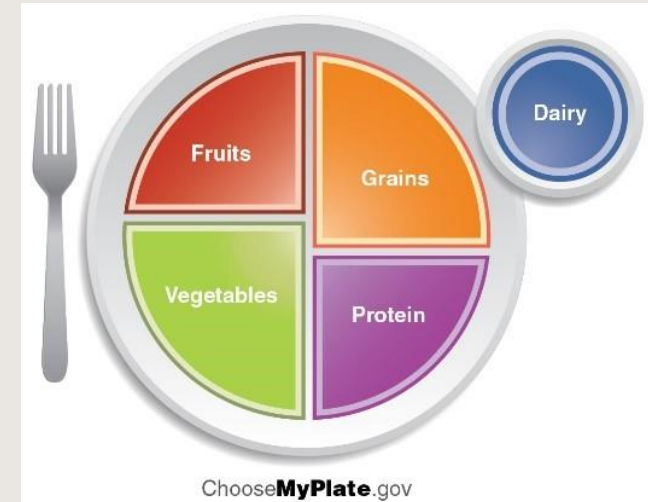 Dairy
Fruits
Grains
Vegetables
Protein
ChooseMyPlate.gov